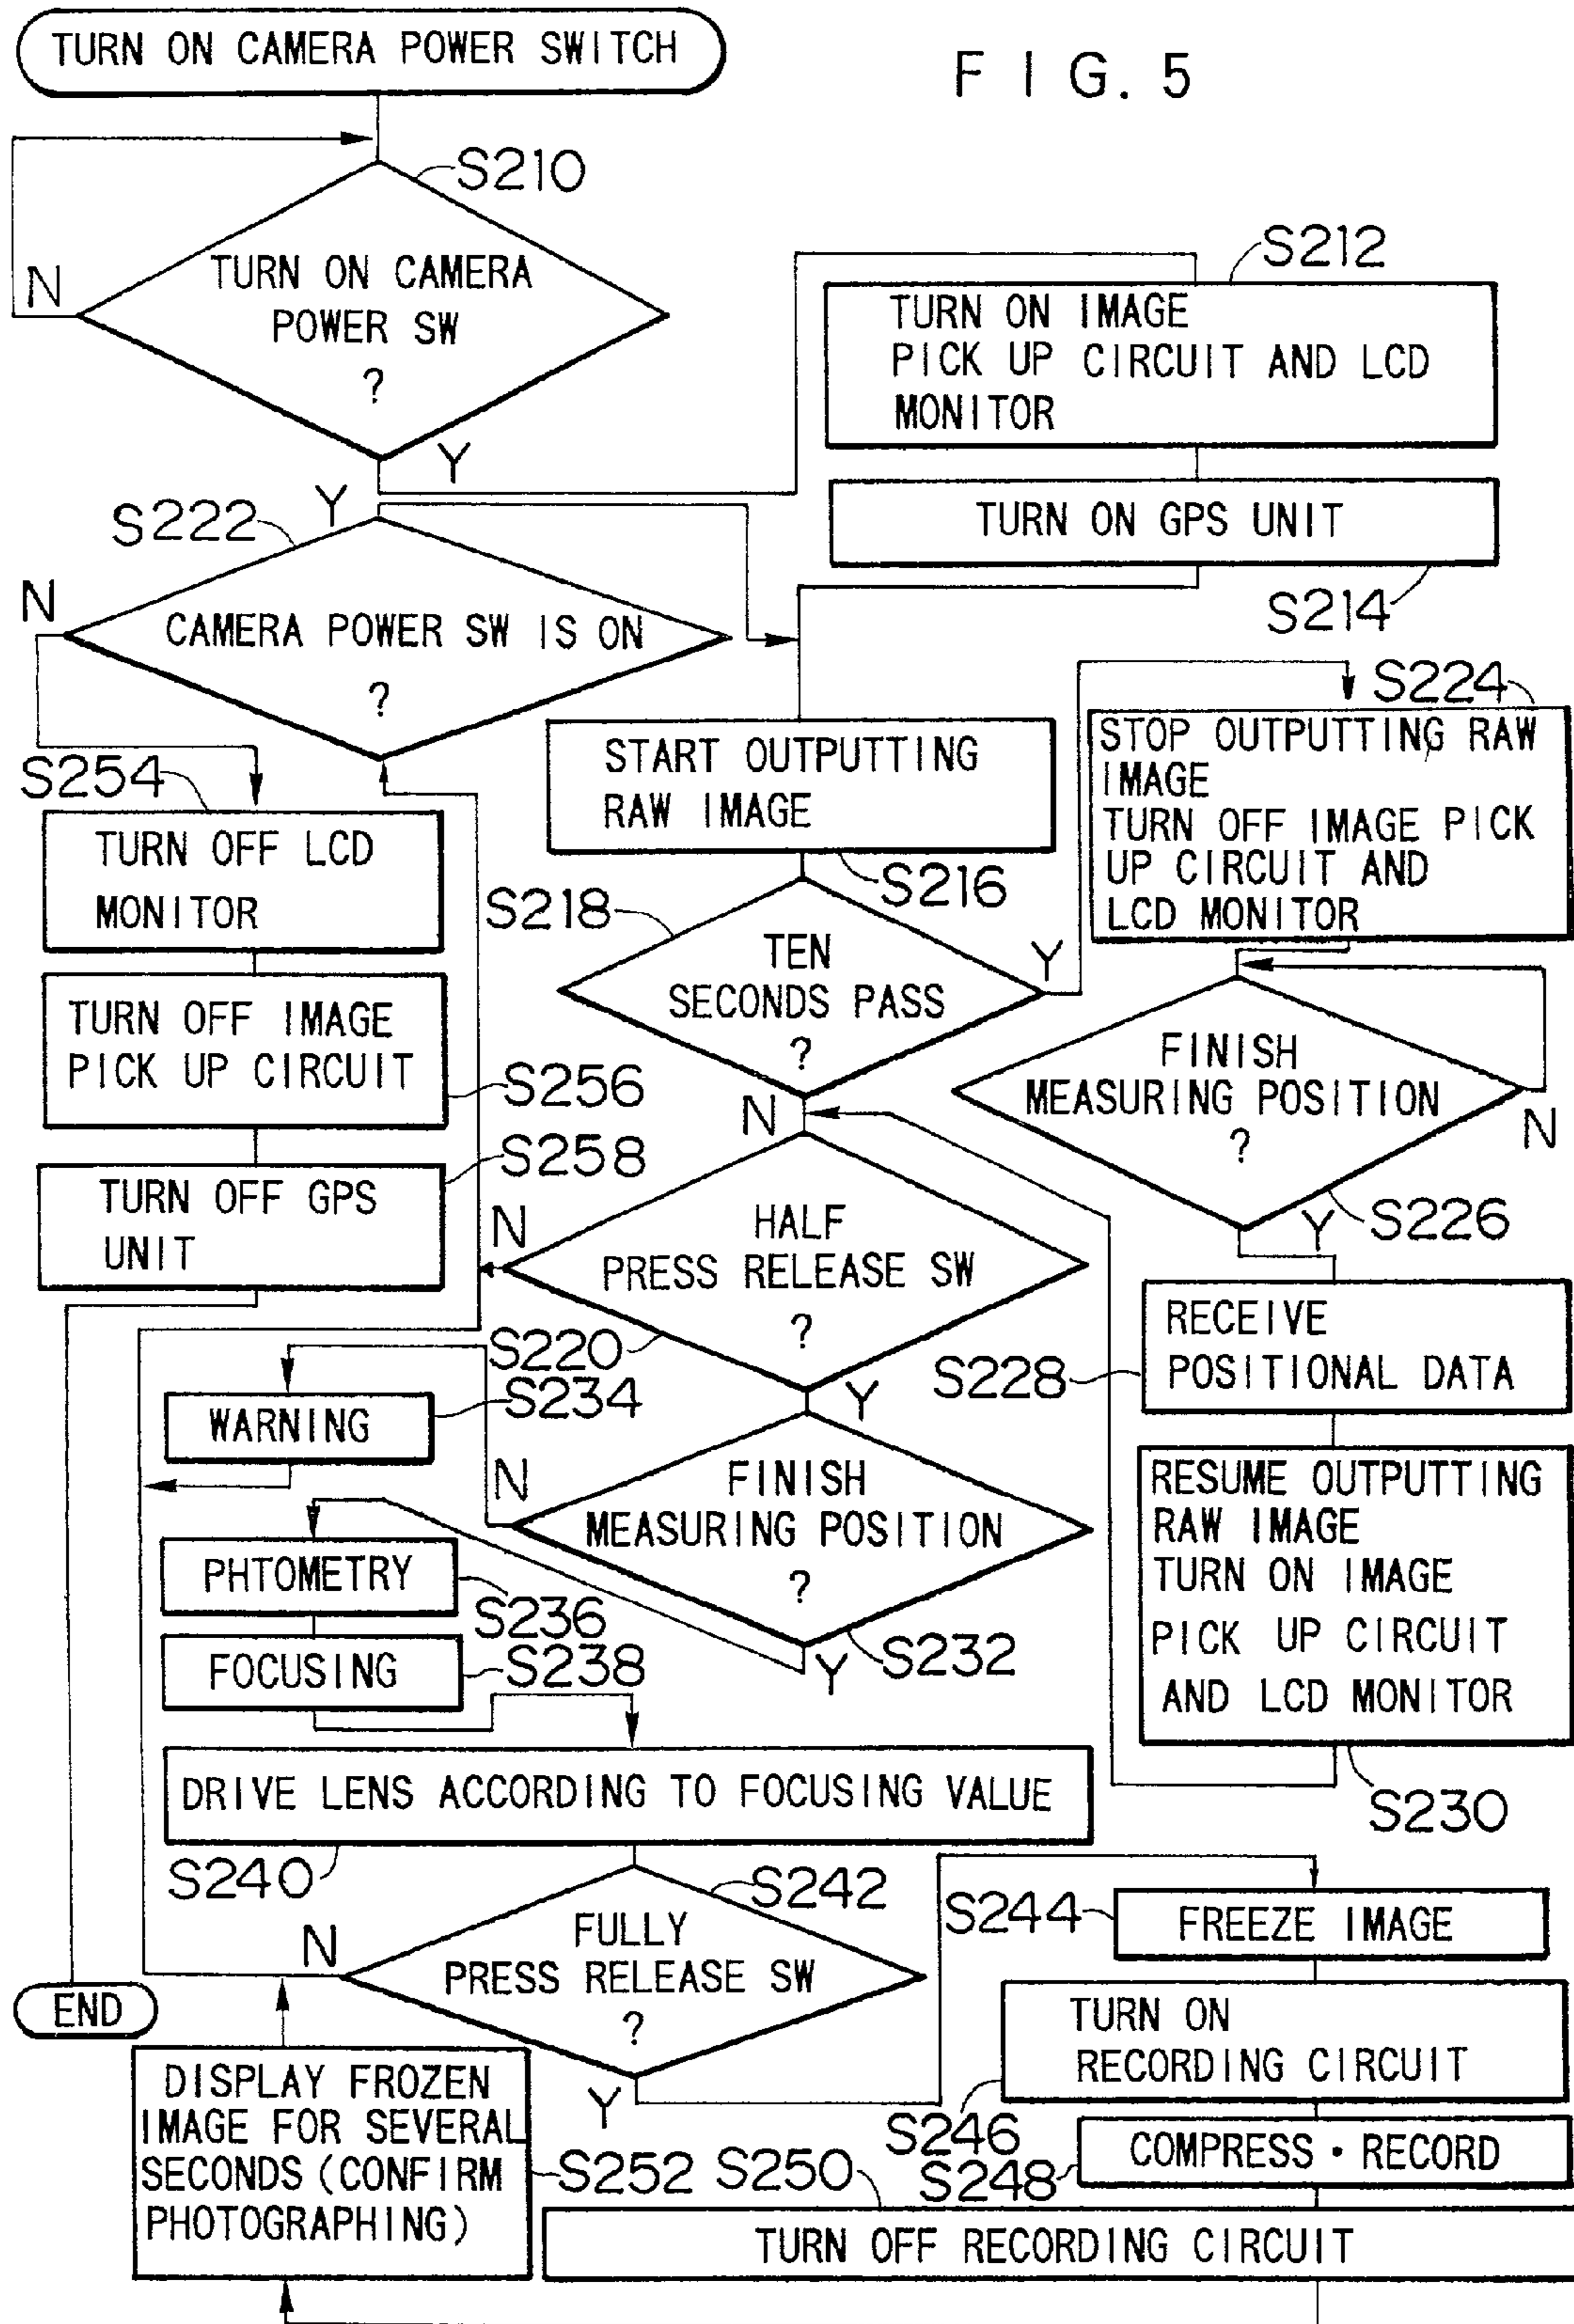 TURN ON CAMERA POWER SWITCH
FIG. 5
S210
TURN ON CAMERA
POWER SW
?
N
Y
S212
TURN ON IMAGE
PICK UP CIRCUIT AND LCD
MONITOR
TURN ON GPS UNIT
S214
S222
Y
N
CAMERA POWER SW IS ON
?
START OUTPUTTING
RAW IMAGE
S216
S218
TEN
SECONDS PASS
?
Y
N
S224
STOP OUTPUTTING RAW
IMAGE
TURN OFF IMAGE PICK
UP CIRCUIT AND
LCD MONITOR
FINISH
MEASURING POSITION
?
N
Y
S226
S228
RECEIVE
POSITIONAL DATA
RESUME OUTPUTTING
RAW IMAGE
TURN ON IMAGE
PICK UP CIRCUIT
AND LCD MONITOR
S230
S254
TURN OFF LCD
MONITOR
TURN OFF IMAGE
PICK UP CIRCUIT
S256
S258
TURN OFF GPS
UNIT
N
HALF
PRESS RELEASE SW
?
S220
Y
S234
WARNING
N
FINISH
MEASURING POSITION
?
Y
S232
PHTOMETRY
S236
FOCUSING
S238
DRIVE LENS ACCORDING TO FOCUSING VALUE
S240
S242
N
FULLY
PRESS RELEASE SW
?
Y
END
S244
FREEZE IMAGE
TURN ON
RECORDING CIRCUIT
S246
S248
COMPRESS・RECORD
S250
TURN OFF RECORDING CIRCUIT
DISPLAY FROZEN
IMAGE FOR SEVERAL
SECONDS (CONFIRM
PHOTOGRAPHING)
S252